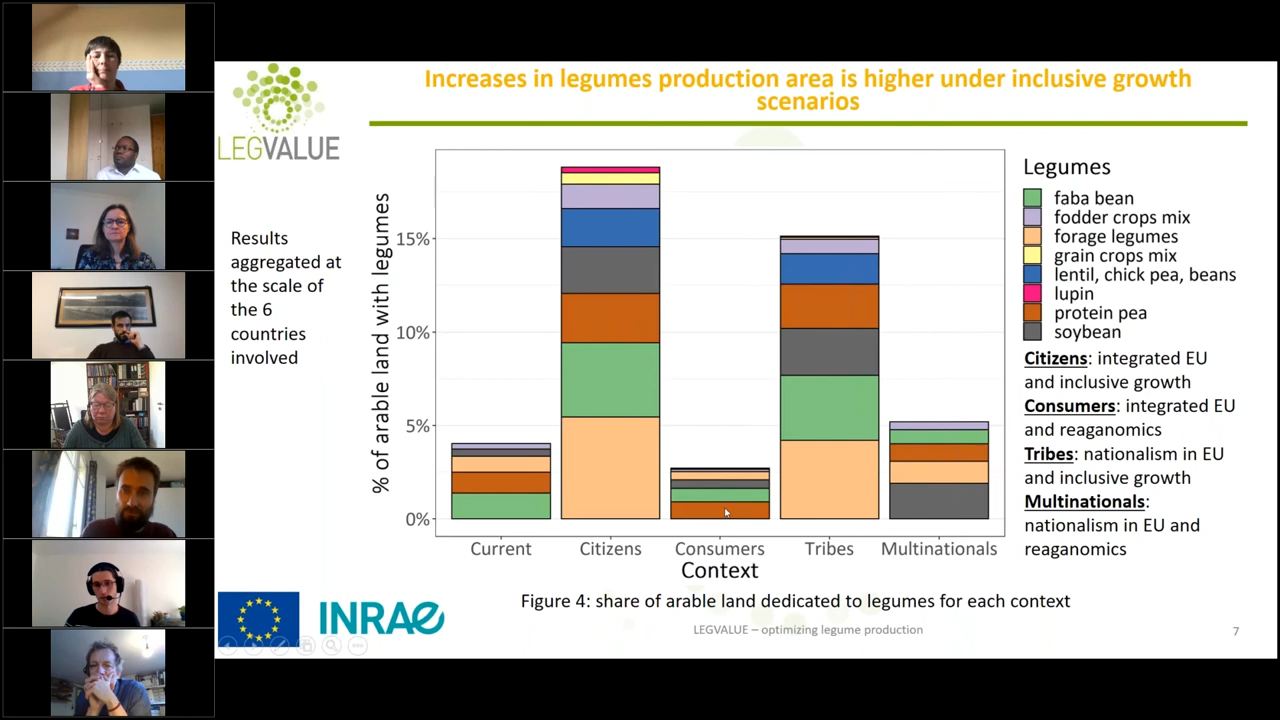 Increases in legumes production area is higher under inclusive growth
scenarios
LEGVALUE
Results
aggregated at
the scale of
the 6
countries
involved
% of arable land with legumes
15%
10%
5%
0%
Current
Citizens
Consumers
Tribes
Multinationals
Context
Legumes
faba bean
fodder crops mix
forage legumes
grain crops mix
lentil, chick pea, beans
lupin
protein pea
soybean
Citizens: integrated EU
and inclusive growth
Consumers: integrated EU
and reaganomics
Tribes: nationalism in EU
and inclusive growth
Multinationals:
nationalism in EU and
reaganomics
Figure 4: share of arable land dedicated to legumes for each context
INRAE
LEGVALUE – optimizing legume production
7